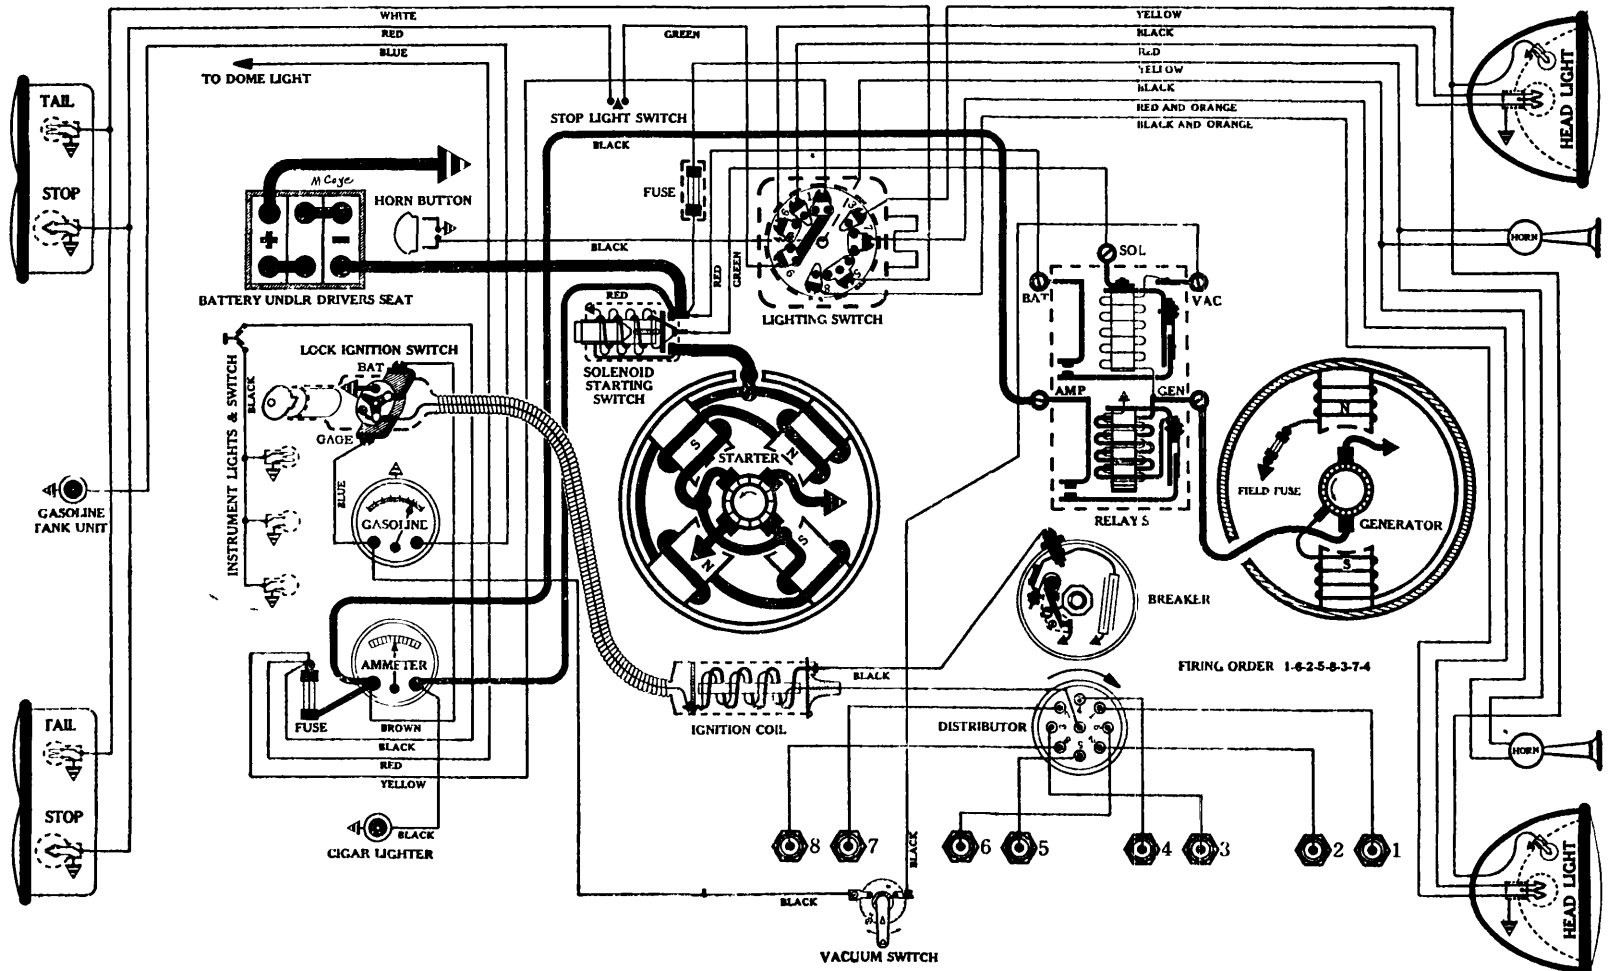 WHITE
RED
BLUE
TO DOME LIGHT
GREEN
YELLOW
BLACK
RED
YELLOW
BLACK
RED AND ORANGE
BLACK AND ORANGE
HEAD LIGHT
TAIL
STOP
STOP LIGHT SWITCH
BLACK
HORN BUTTON
FUSE
BLACK
RED
GREEN
HORN
SOL
BAT
VAC
BATTERY UNDER DRIVERS SEAT
RED
LIGHTING SWITCH
LOCK IGNITION SWITCH
BAT
GAGE
SOLENOID
STARTING
SWITCH
INSTRUMENT LIGHTS & SWITCH
BLACK
AMP
GEN
N
S
STARTER
N
N
S
FIELD FUSE
GENERATOR
S
RELAYS
GASOLINE
TANK UNIT
BLUE
GASOLINE
BREAKER
AMMETER
FIRING ORDER 1-6-2-5-8-3-7-4
FUSE
BROWN
BLACK
RED
YELLOW
BLACK
IGNITION COIL
DISTRIBUTOR
HORN
TAIL
STOP
CIGAR LIGHTER
BLACK
8
7
6
5
4
3
2
1
BLACK
BLACK
VACUUM SWITCH
HEAD LIGHT